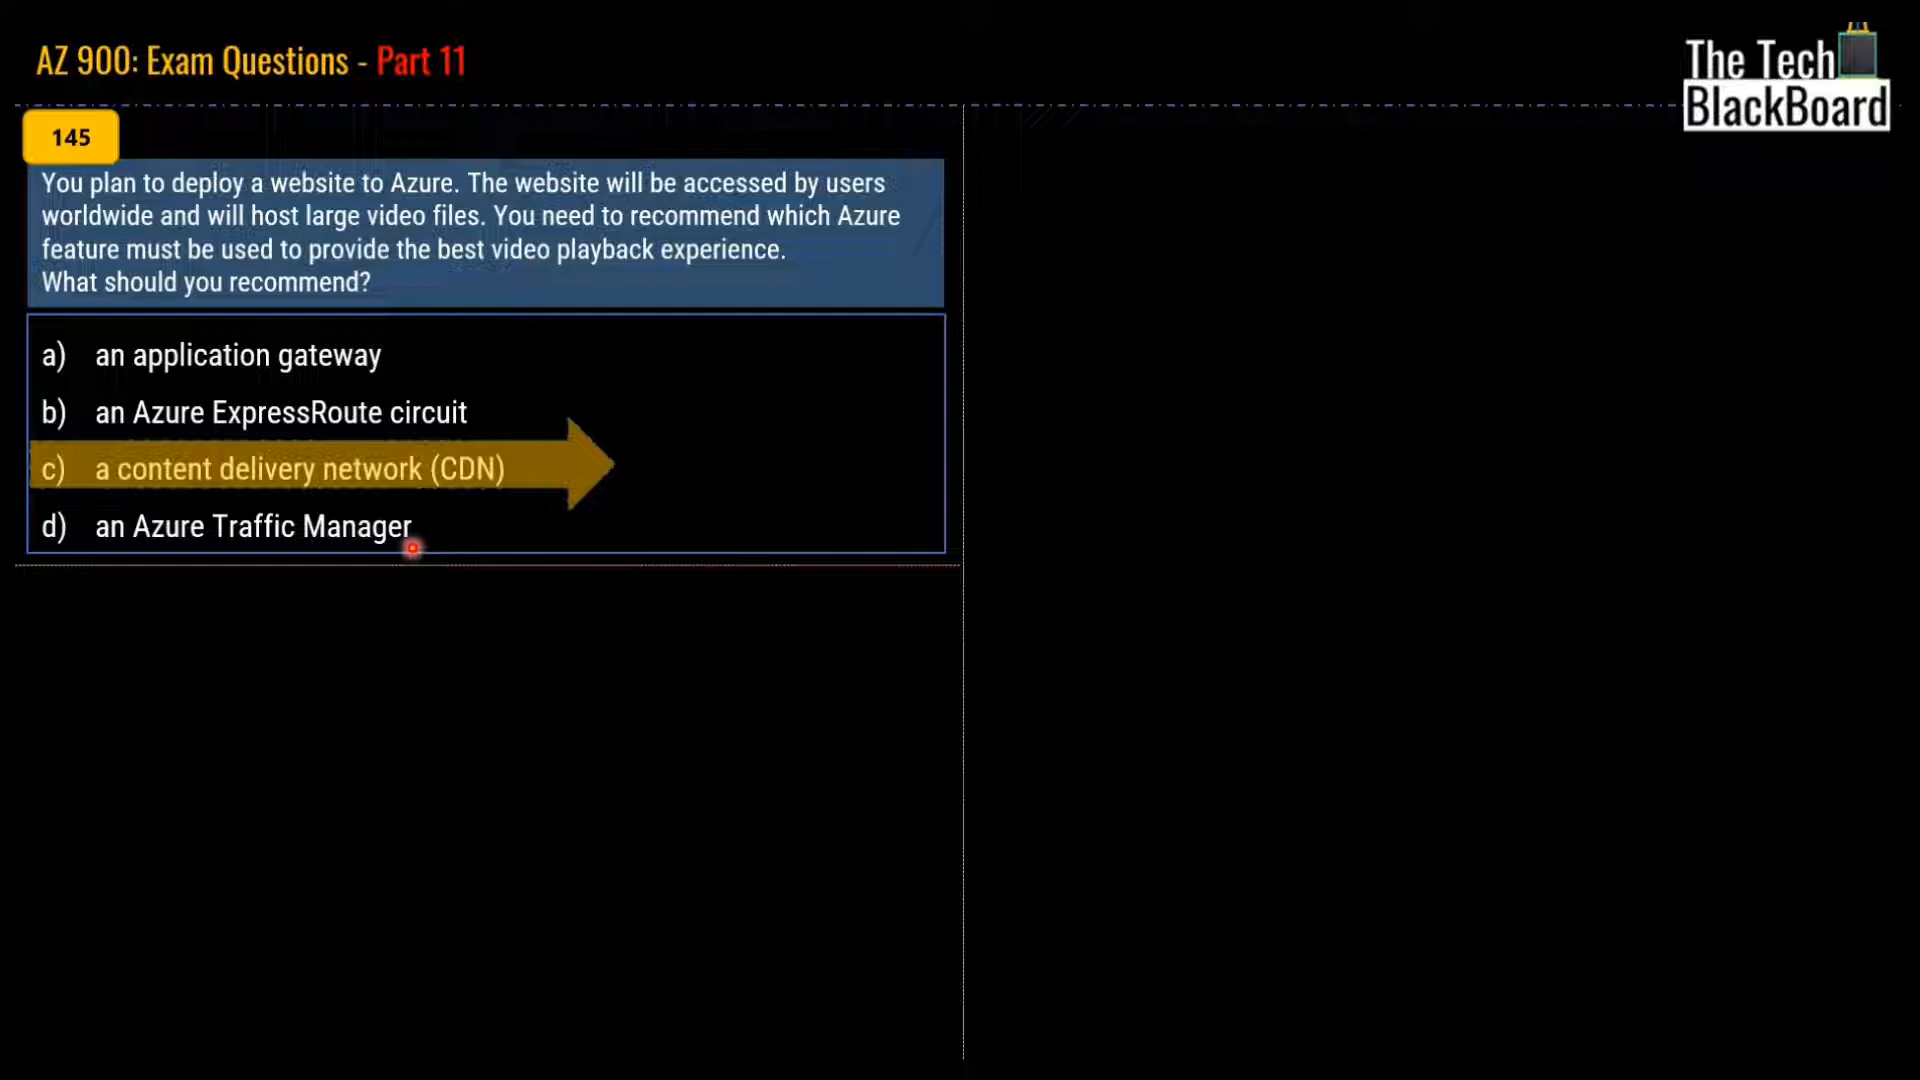 AZ 900: Exam Questions - Part 11
The Tech
BlackBoard
145
You plan to deploy a website to Azure. The website will be accessed by users
worldwide and will host large video files. You need to recommend which Azure
feature must be used to provide the best video playback experience.
What should you recommend?
a) an application gateway
b) an Azure ExpressRoute circuit
c) a content delivery network (CDN)
d) an Azure Traffic Manager